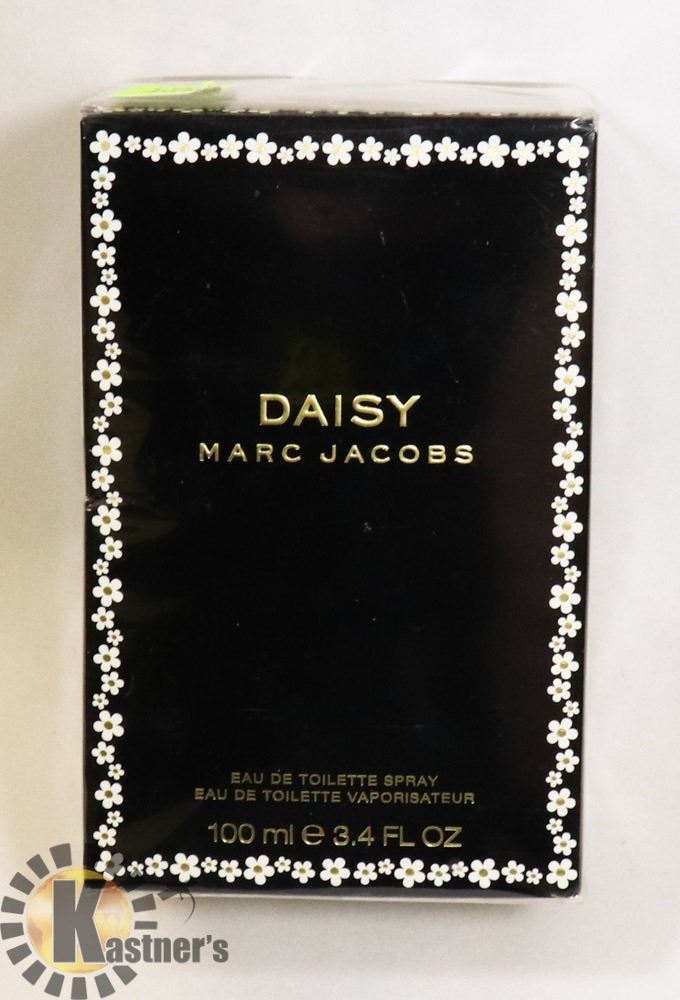 DAISY
MARC JACOBS
EAU DE TOILETTE SPRAY
EAU DE TOILETTE VAPORISATEUR
100 ml ℮ 3.4 FL OZ
Kastner's